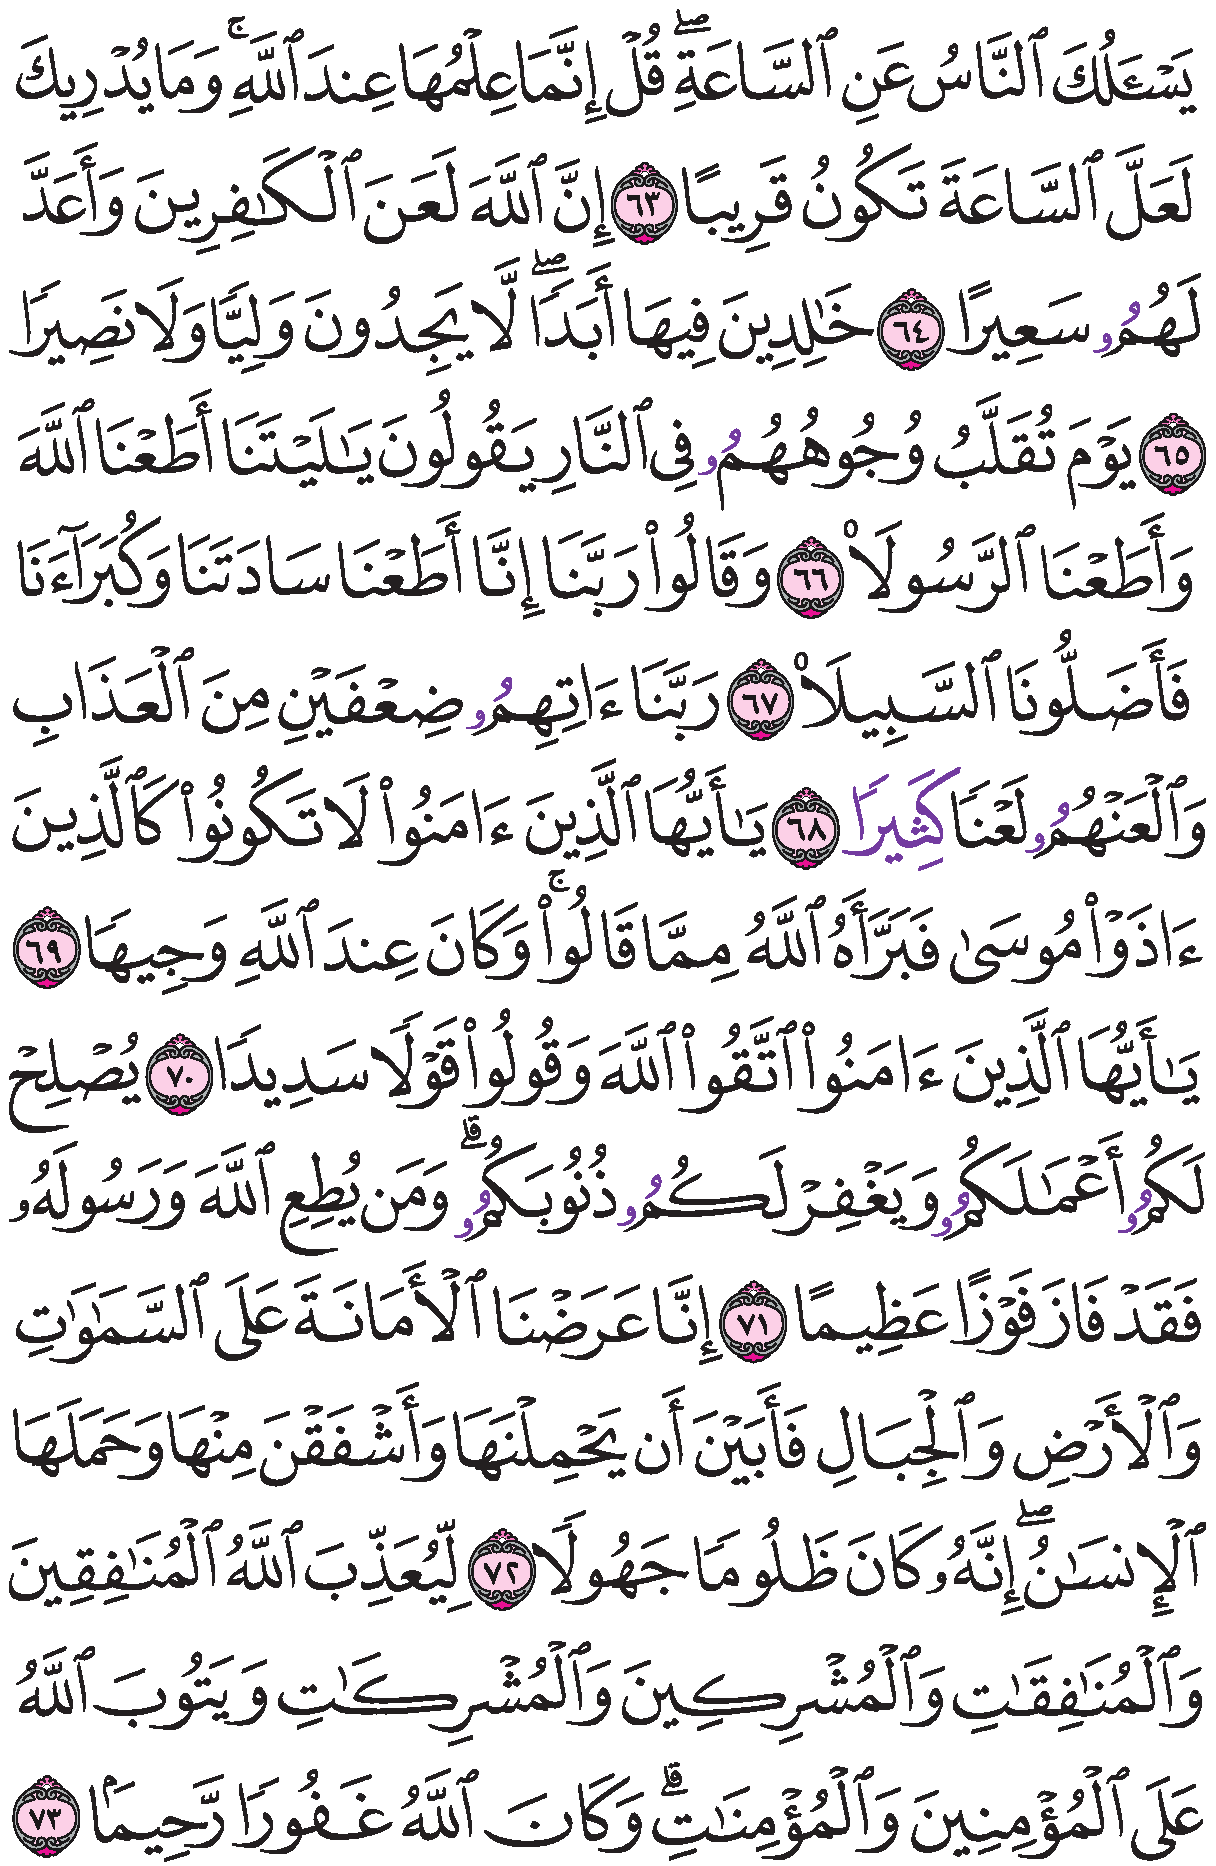 يَسْـَٔلُكَ ٱلنَّاسُ عَنِ ٱلسَّاعَةِۖ قُلْ إِنَّمَا عِلْمُهَا عِندَ ٱللَّهِۚ وَمَا يُدْرِيكَ
لَعَلَّ ٱلسَّاعَةَ تَكُونُ قَرِيبًا ٦٣ إِنَّ ٱللَّهَ لَعَنَ ٱلْكَـٰفِرِينَ وَأَعَدَّ
لَهُمُۥ سَعِيرًا ٦٤ خَـٰلِدِينَ فِيهَا أَبَدًاۖ لَّا يَجِدُونَ وَلِيًّا وَلَا نَصِيرًا
٦٥ يَوْمَ تُقَلَّبُ وُجُوهُهُمُۥ فِى ٱلنَّارِ يَقُولُونَ يَـٰلَيْتَنَا أَطَعْنَا ٱللَّهَ
وَأَطَعْنَا ٱلرَّسُولَا۠ ٦٦ وَقَالُوا۟ رَبَّنَا إِنَّا أَطَعْنَا سَادَتَنَا وَكُبَرَآءَنَا
فَأَضَلُّونَا ٱلسَّبِيلَا۠ ٦٧ رَبَّنَا ءَاتِهِمُۥ ضِعْفَيْنِ مِنَ ٱلْعَذَابِ
وَٱلْعَنْهُمُۥ لَعْنًا كَثِيرًا ٦٨ يَـٰأَيُّهَا ٱلَّذِينَ ءَامَنُوا۟ لَا تَكُونُوا۟ كَٱلَّذِينَ
ءَاذَوْا۟ مُوسَىٰ فَبَرَّأَهُ ٱللَّهُ مِمَّا قَالُوا۟ۚ وَكَانَ عِندَ ٱللَّهِ وَجِيهًا ٦٩
يَـٰأَيُّهَا ٱلَّذِينَ ءَامَنُوا۟ ٱتَّقُوا۟ ٱللَّهَ وَقُولُوا۟ قَوْلًا سَدِيدًا ٧٠ يُصْلِحْ
لَكُمُۥ أَعْمَـٰلَكُمُۥ وَيَغْفِرْ لَكُمُۥ ذُنُوبَكُمُۥۗ وَمَن يُطِعِ ٱللَّهَ وَرَسُولَهُۥ
فَقَدْ فَازَ فَوْزًا عَظِيمًا ٧١ إِنَّا عَرَضْنَا ٱلْأَمَانَةَ عَلَى ٱلسَّمَـٰوَٰتِ
وَٱلْأَرْضِ وَٱلْجِبَالِ فَأَبَيْنَ أَن يَحْمِلْنَهَا وَأَشْفَقْنَ مِنْهَا وَحَمَلَهَا
ٱلْإِنسَـٰنُۖ إِنَّهُۥ كَانَ ظَلُومًا جَهُولًا ٧٢ لِّيُعَذِّبَ ٱللَّهُ ٱلْمُنَـٰفِقِينَ
وَٱلْمُنَـٰفِقَـٰتِ وَٱلْمُشْرِكِينَ وَٱلْمُشْرِكَـٰتِ وَيَتُوبَ ٱللَّهُ
عَلَى ٱلْمُؤْمِنِينَ وَٱلْمُؤْمِنَـٰتِۗ وَكَانَ ٱللَّهُ غَفُورًا رَّحِيمًۢا ٧٣